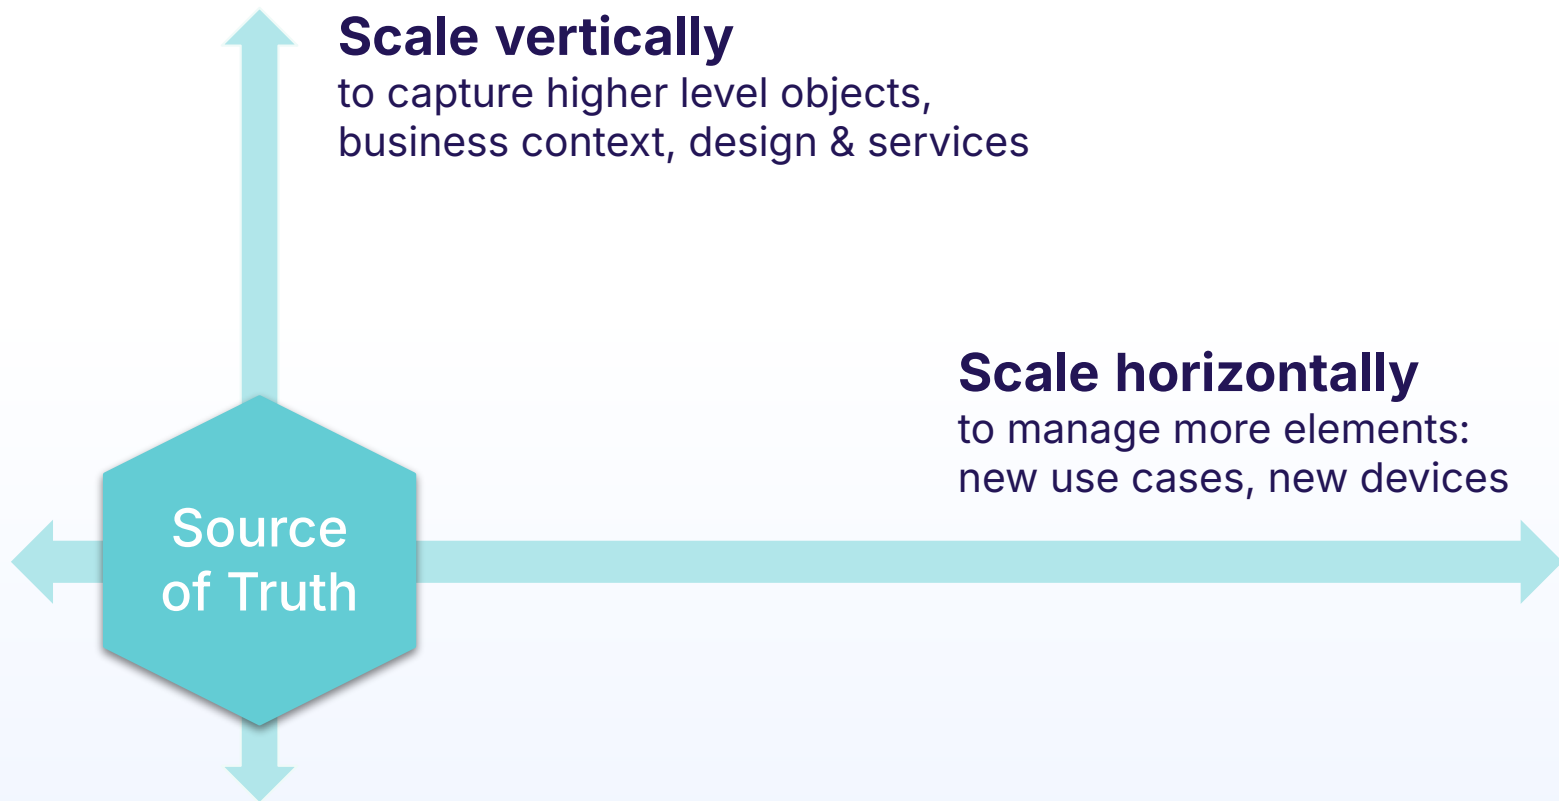 Scale vertically
to capture higher level objects,
business context, design & services
Scale horizontally
to manage more elements:
new use cases, new devices
Source
of Truth